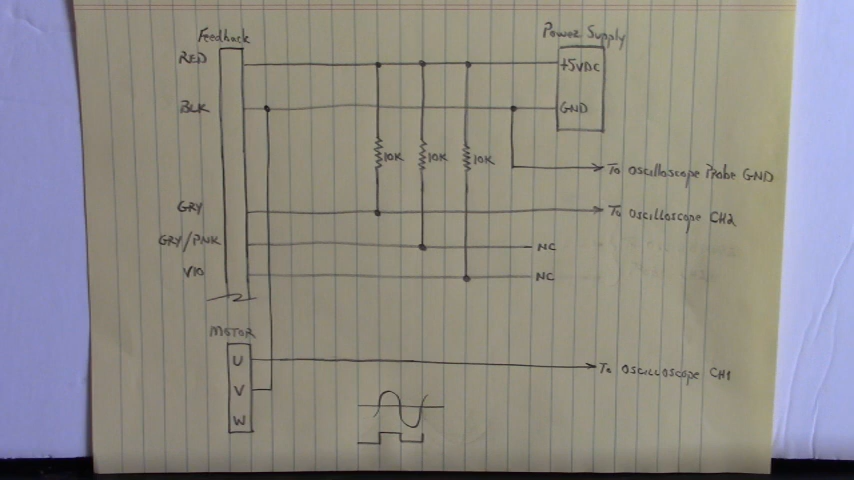 Feedback
Power Supply
RED
+5VDC
BLK
GND
10K
10K
10K
To Oscilloscope Probe GND
GRY
To Oscilloscope CH2
GRY/PNK
NC
VIO
NC
MOTOR
U
To Oscilloscope CH1
V
W